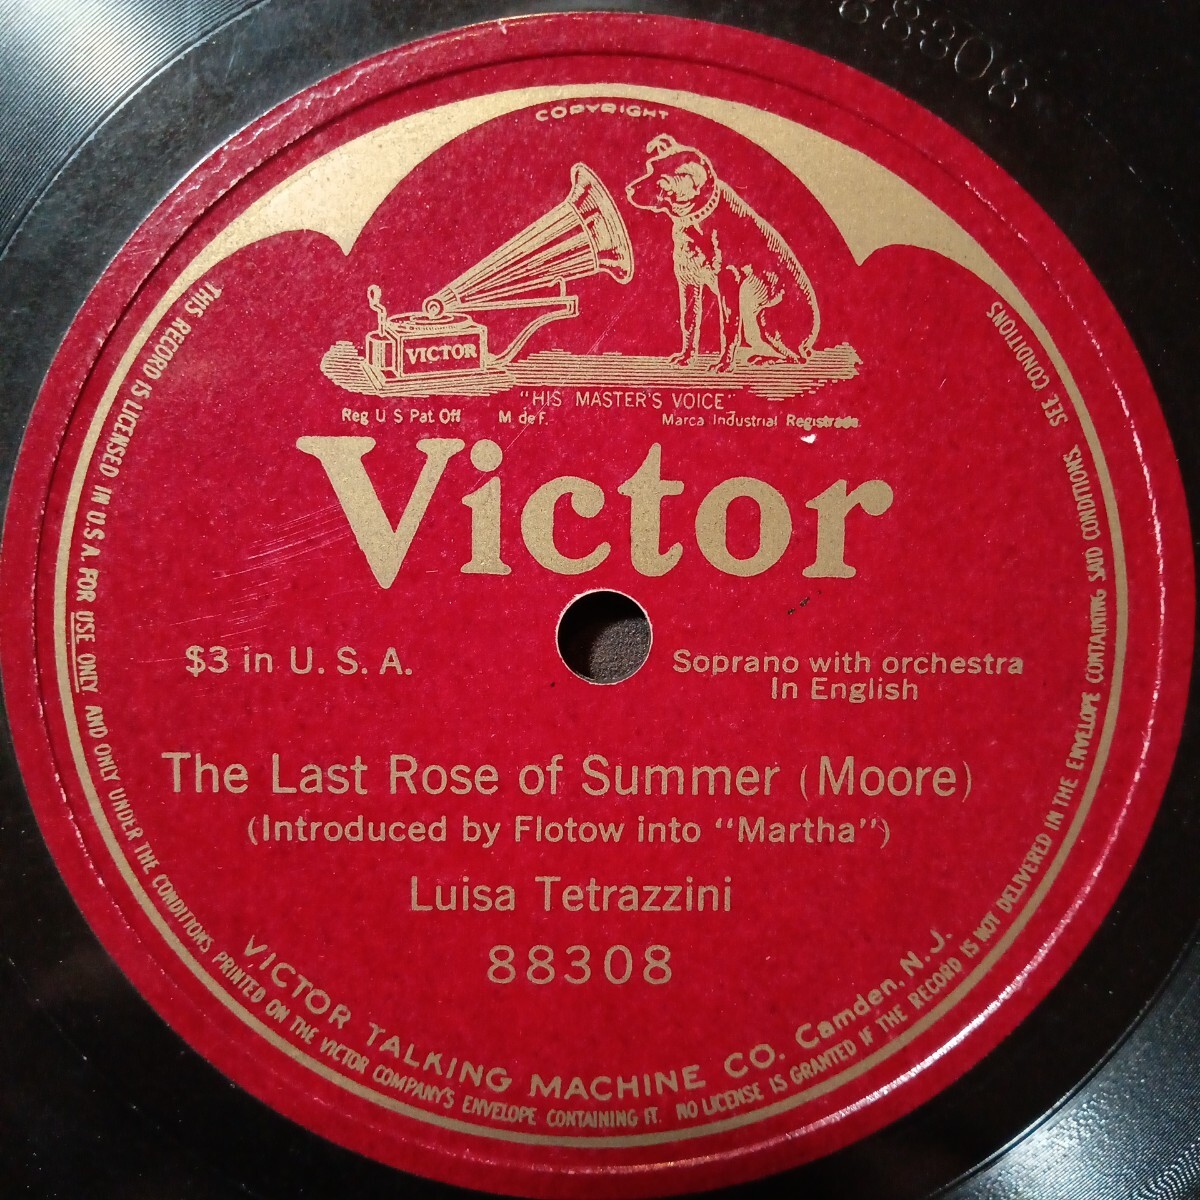 88308
COPYRIGHT
VICTOR
"HIS MASTER'S VOICE"
Reg U S Pat Off M de F. Marca Industrial Registrada
Victor
$3 in U. S. A.
Soprano with orchestra
In English
The Last Rose of Summer (Moore)
(Introduced by Flotow into "Martha")
Luisa Tetrazzini
88308
VICTOR TALKING MACHINE CO. Camden, N. J.
THIS RECORD IS LICENSED IN U.S.A. FOR USE ONLY AND ONLY UNDER THE CONDITIONS PRINTED ON THE VICTOR COMPANY'S ENVELOPE CONTAINING IT. NO LICENSE IS GRANTED IF THE RECORD IS NOT DELIVERED IN THE ENVELOPE CONTAINING SAID CONDITIONS. SEE CONDITIONS